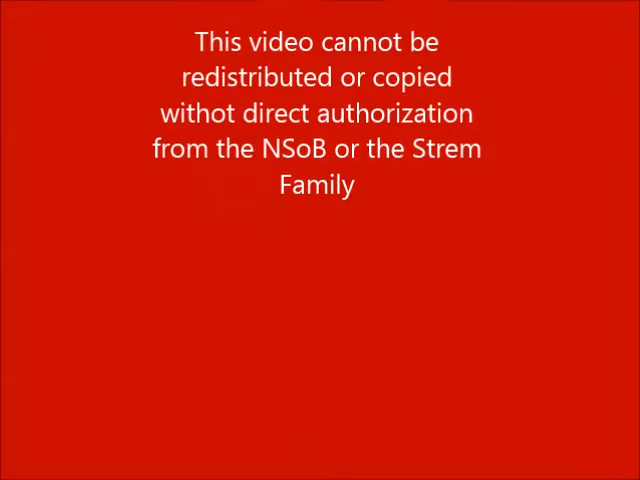 This video cannot be
redistributed or copied
withot direct authorization
from the NSoB or the Strem
Family